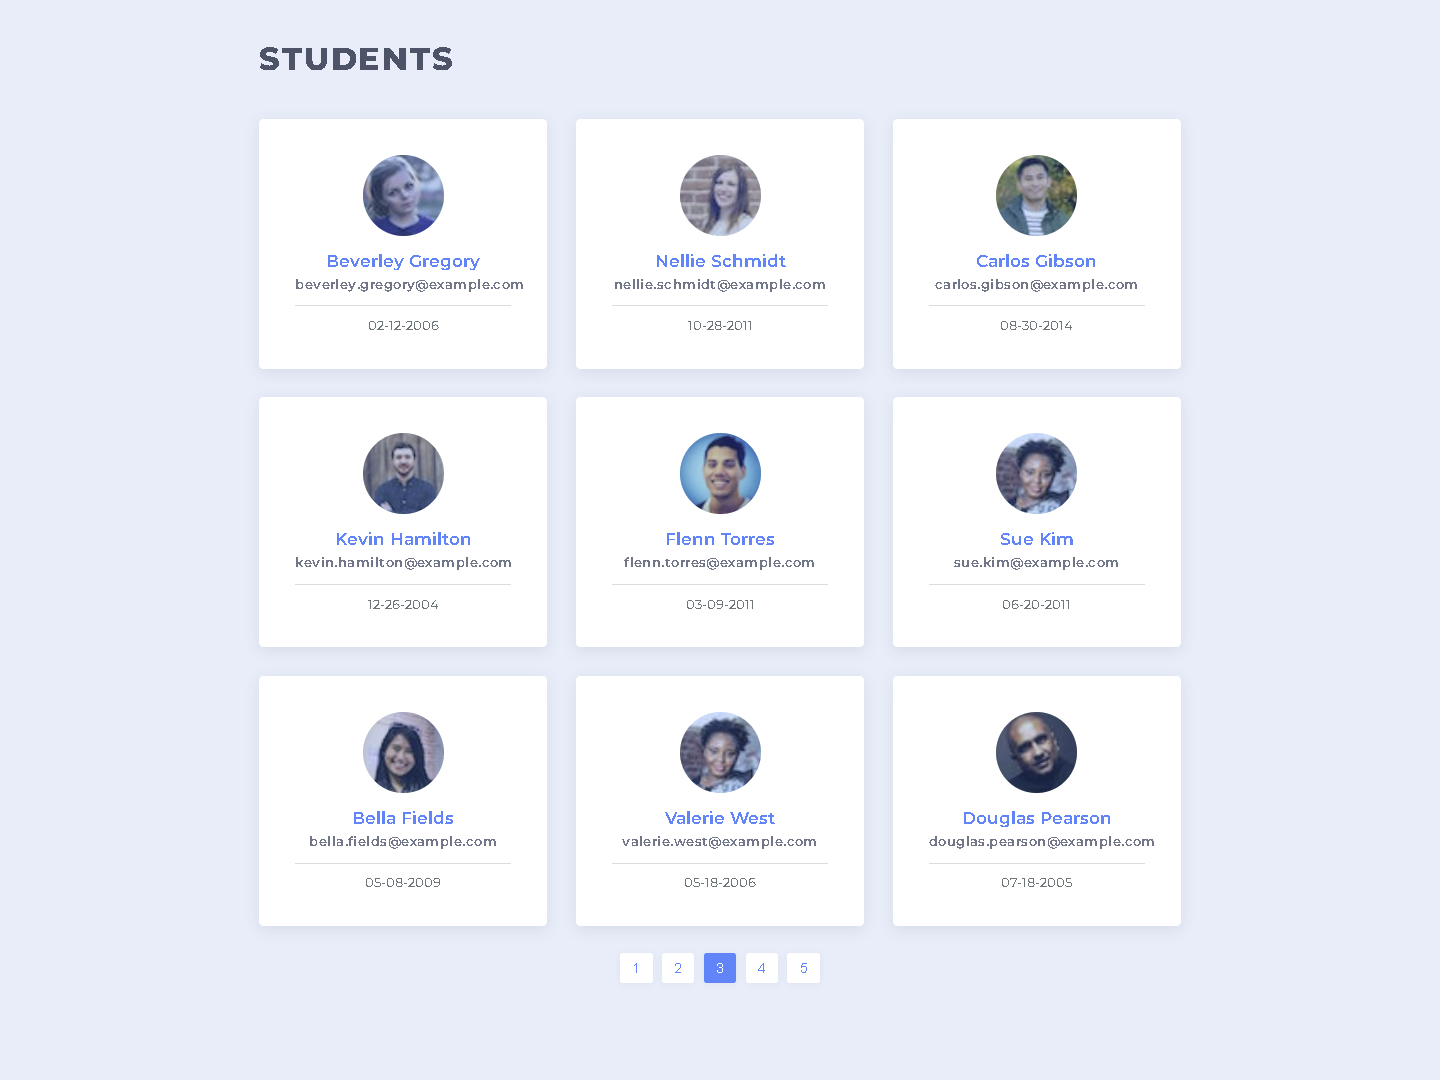 STUDENTS
Beverley Gregory
beverley.gregory@example.com
02-12-2006
Nellie Schmidt
nellie.schmidt@example.com
10-28-2011
Carlos Gibson
carlos.gibson@example.com
08-30-2014
Kevin Hamilton
kevin.hamilton@example.com
12-26-2004
Flenn Torres
flenn.torres@example.com
03-09-2011
Sue Kim
sue.kim@example.com
06-20-2011
Bella Fields
bella.fields@example.com
05-08-2009
Valerie West
valerie.west@example.com
05-18-2006
Douglas Pearson
douglas.pearson@example.com
07-18-2005
1 2 3 4 5